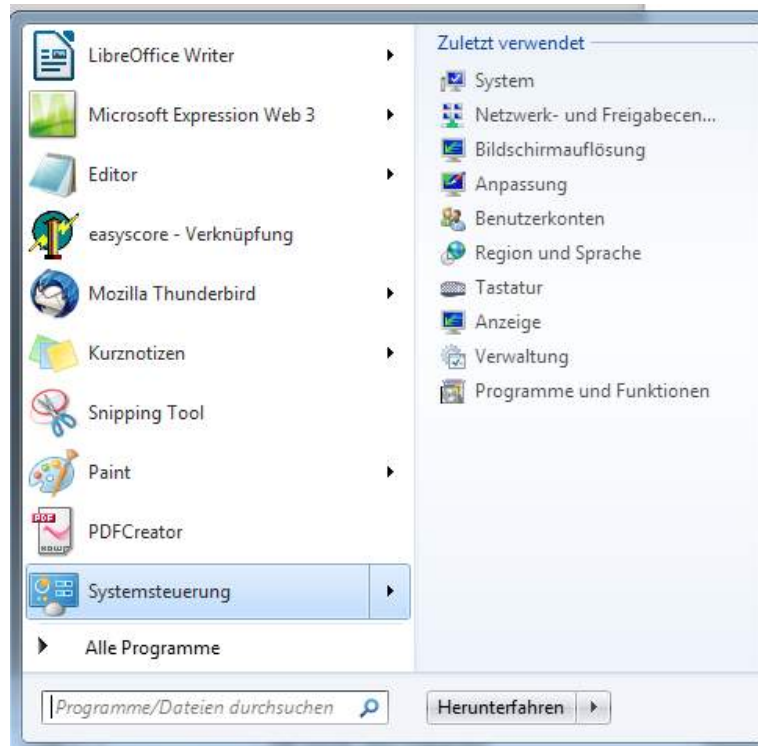 LibreOffice Writer
Microsoft Expression Web 3
Editor
easyscore - Verknüpfung
Mozilla Thunderbird
Kurznotizen
Snipping Tool
Paint
PDF
PDFCreator
Systemsteuerung
Alle Programme
Programme/Dateien durchsuchen
Zuletzt verwendet
System
Netzwerk- und Freigabecen...
Bildschirmauflösung
Anpassung
Benutzerkonten
Region und Sprache
Tastatur
Anzeige
Verwaltung
Programme und Funktionen
Herunterfahren